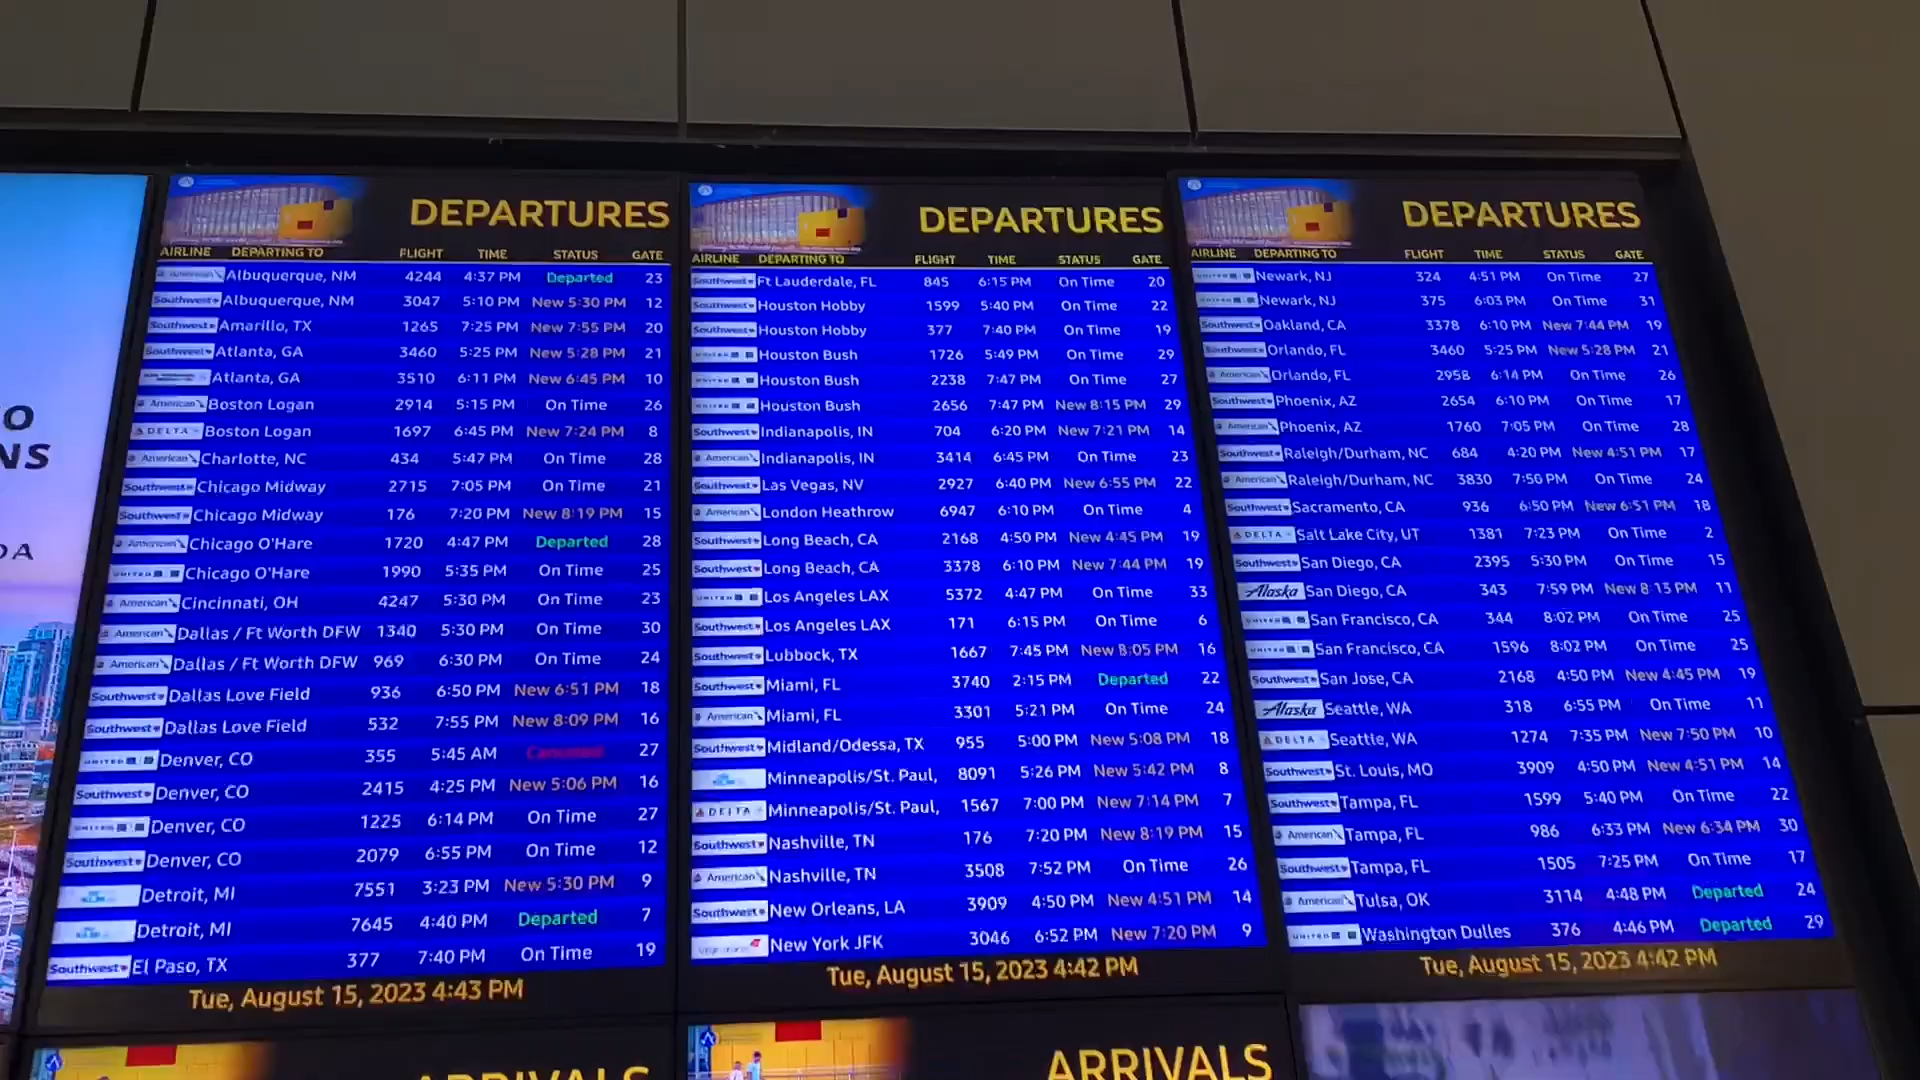 O
NS
DA
DEPARTURES
AIRLINE DEPARTING TO FLIGHT TIME STATUS GATE
American Albuquerque, NM 4244 4:37 PM Departed 23
Southwest Albuquerque, NM 3047 5:10 PM New 5:30 PM 12
Southwest Amarillo, TX 1265 7:25 PM New 7:55 PM 20
Southwest Atlanta, GA 3460 5:25 PM New 5:28 PM 21
Atlanta, GA 3510 6:11 PM New 6:45 PM 10
American Boston Logan 2914 5:15 PM On Time 26
DELTA Boston Logan 1697 6:45 PM New 7:24 PM 8
American Charlotte, NC 434 5:47 PM On Time 28
Southwest Chicago Midway 2715 7:05 PM On Time 21
Southwest Chicago Midway 176 7:20 PM New 8:19 PM 15
American Chicago O'Hare 1720 4:47 PM Departed 28
UNITED Chicago O'Hare 1990 5:35 PM On Time 25
American Cincinnati, OH 4247 5:30 PM On Time 23
American Dallas / Ft Worth DFW 1340 5:30 PM On Time 30
American Dallas / Ft Worth DFW 969 6:30 PM On Time 24
Southwest Dallas Love Field 936 6:50 PM New 6:51 PM 18
Southwest Dallas Love Field 532 7:55 PM New 8:09 PM 16
UNITED Denver, CO 355 5:45 AM Canceled 27
Southwest Denver, CO 2415 4:25 PM New 5:06 PM 16
UNITED Denver, CO 1225 6:14 PM On Time 27
Southwest Denver, CO 2079 6:55 PM On Time 12
Detroit, MI 7551 3:23 PM New 5:30 PM 9
Detroit, MI 7645 4:40 PM Departed 7
Southwest El Paso, TX 377 7:40 PM On Time 19
Tue, August 15, 2023 4:43 PM
DEPARTURES
AIRLINE DEPARTING TO FLIGHT TIME STATUS GATE
Southwest Ft Lauderdale, FL 845 6:15 PM On Time 20
Southwest Houston Hobby 1599 5:40 PM On Time 22
Southwest Houston Hobby 377 7:40 PM On Time 19
UNITED Houston Bush 1726 5:49 PM On Time 29
UNITED Houston Bush 2238 7:47 PM On Time 27
UNITED Houston Bush 2656 7:47 PM New 8:15 PM 29
Southwest Indianapolis, IN 704 6:20 PM New 7:21 PM 14
American Indianapolis, IN 3414 6:45 PM On Time 23
Southwest Las Vegas, NV 2927 6:40 PM New 6:55 PM 22
American London Heathrow 6947 6:10 PM On Time 4
Southwest Long Beach, CA 2168 4:50 PM New 4:45 PM 19
Southwest Long Beach, CA 3378 6:10 PM New 7:44 PM 19
UNITED Los Angeles LAX 5372 4:47 PM On Time 33
Southwest Los Angeles LAX 171 6:15 PM On Time 6
Southwest Lubbock, TX 1667 7:45 PM New 8:05 PM 16
Southwest Miami, FL 3740 2:15 PM Departed 22
American Miami, FL 3301 5:21 PM On Time 24
Southwest Midland/Odessa, TX 955 5:00 PM New 5:08 PM 18
Minneapolis/St. Paul, 8091 5:26 PM New 5:42 PM 8
DELTA Minneapolis/St. Paul, 1567 7:00 PM New 7:14 PM 7
Southwest Nashville, TN 176 7:20 PM New 8:19 PM 15
American Nashville, TN 3508 7:52 PM On Time 26
Southwest New Orleans, LA 3909 4:50 PM New 4:51 PM 14
New York JFK 3046 6:52 PM New 7:20 PM 9
Tue, August 15, 2023 4:42 PM
DEPARTURES
AIRLINE DEPARTING TO FLIGHT TIME STATUS GATE
UNITED Newark, NJ 324 4:51 PM On Time 27
UNITED Newark, NJ 375 6:03 PM On Time 31
Southwest Oakland, CA 3378 6:10 PM New 7:44 PM 19
Southwest Orlando, FL 3460 5:25 PM New 5:28 PM 21
American Orlando, FL 2958 6:14 PM On Time 26
Southwest Phoenix, AZ 2654 6:10 PM On Time 17
American Phoenix, AZ 1760 7:05 PM On Time 28
Southwest Raleigh/Durham, NC 684 4:20 PM New 4:51 PM 17
American Raleigh/Durham, NC 3830 7:50 PM On Time 24
Southwest Sacramento, CA 936 6:50 PM New 6:51 PM 18
DELTA Salt Lake City, UT 1381 7:23 PM On Time 2
Southwest San Diego, CA 2395 5:30 PM On Time 15
Alaska San Diego, CA 343 7:59 PM New 8:13 PM 11
UNITED San Francisco, CA 344 8:02 PM On Time 25
UNITED San Francisco, CA 1596 8:02 PM On Time 25
Southwest San Jose, CA 2168 4:50 PM New 4:45 PM 19
Alaska Seattle, WA 318 6:55 PM On Time 11
DELTA Seattle, WA 1274 7:35 PM New 7:50 PM 10
Southwest St. Louis, MO 3909 4:50 PM New 4:51 PM 14
Southwest Tampa, FL 1599 5:40 PM On Time 22
American Tampa, FL 986 6:33 PM New 6:34 PM 30
Southwest Tampa, FL 1505 7:25 PM On Time 17
American Tulsa, OK 3114 4:48 PM Departed 24
UNITED Washington Dulles 376 4:46 PM Departed 29
Tue, August 15, 2023 4:42 PM
ARRIVALS
ARRIVALS